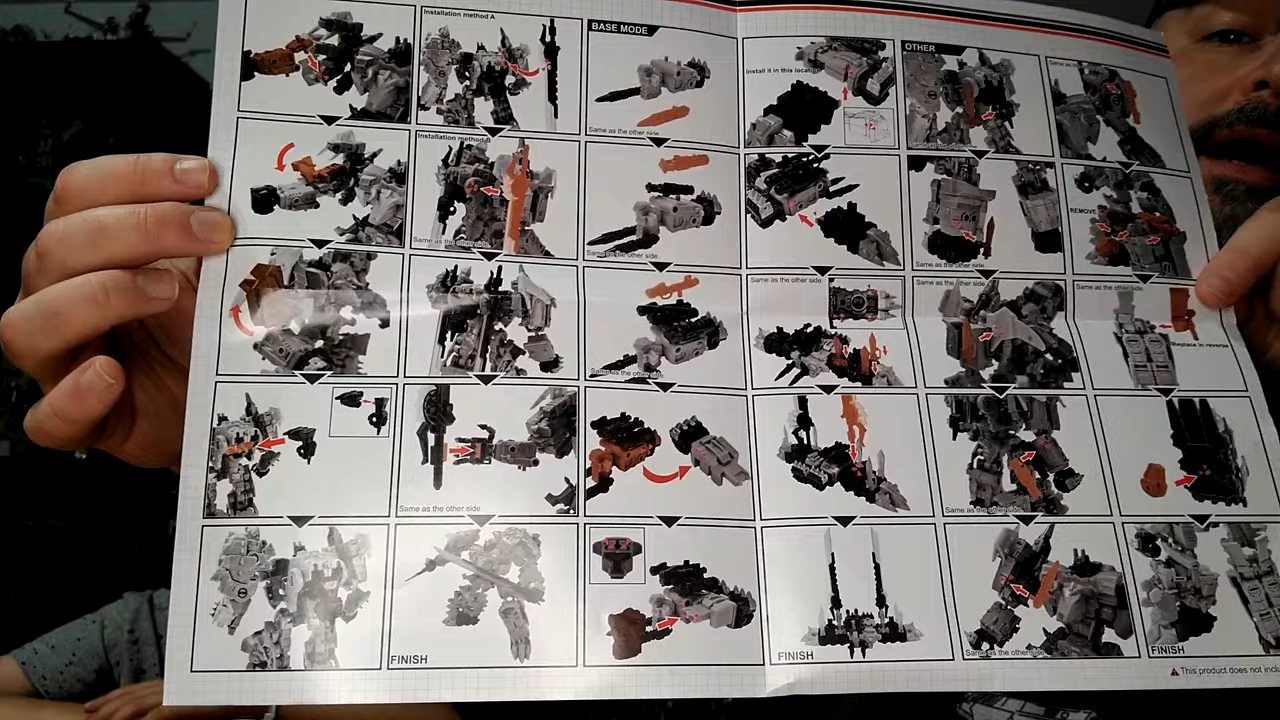 Installation method A
Installation method B
Same as the other side
Same as the other side
FINISH
BASE MODE
Same as the other side.
Same as the other side.
Same as the other side.
Install it in this location
Same as the other side.
FINISH
OTHER
Same as the other side.
Same as the other side.
Same as the other side.
Same as the other side.
Same as
REMOVE
Same as the other side.
Replace in reverse
FINISH
This product does not inclu